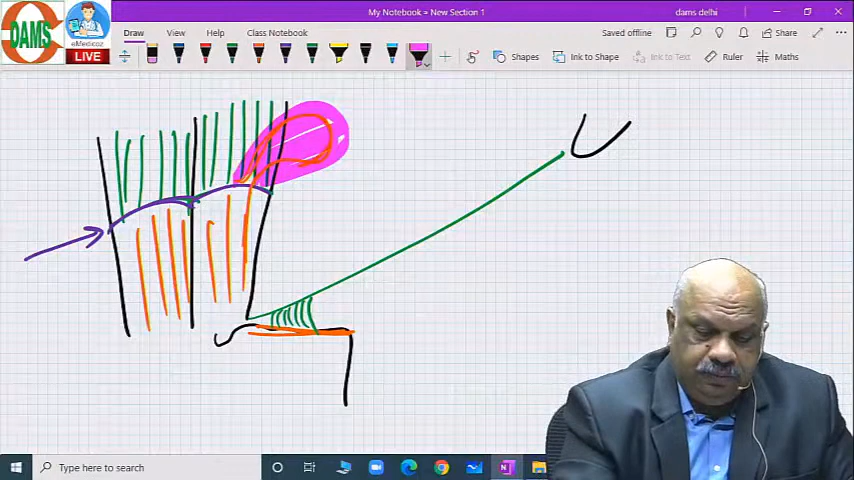 DAMS
eMedicoz
LIVE
My Notebook = New Section 1
dams delhi
Draw
View
Help
Class Notebook
Saved offline
Share
Shapes
Ink to Shape
Ink to Text
Ruler
Maths
Type here to search